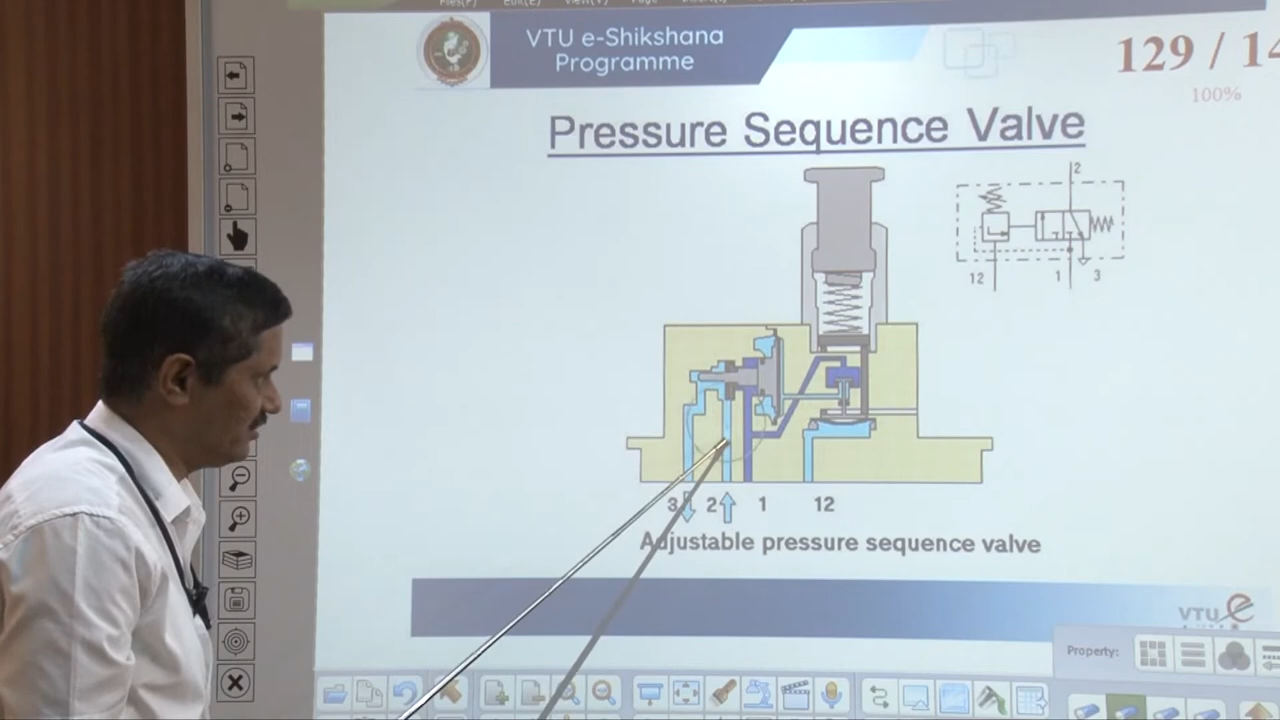 VTU e-Shikshana
Programme
129 / 14
100%
Pressure Sequence Valve
2
12
1
3
3
2
1
12
Adjustable pressure sequence valve
VTU e
Property: